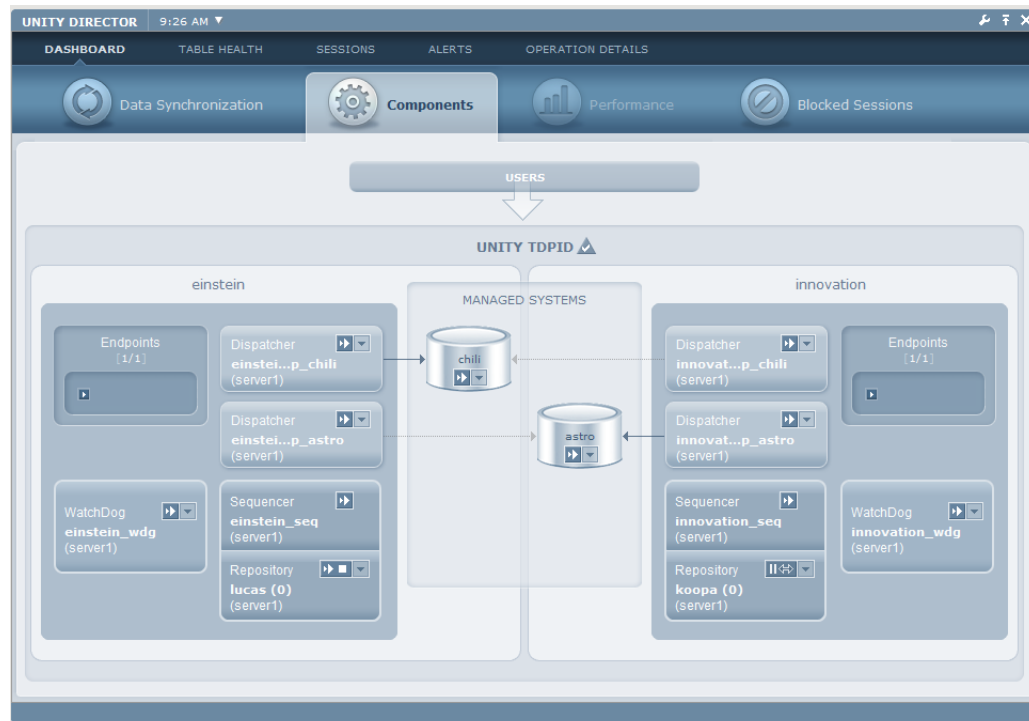 UNITY DIRECTOR 9:26 AM
DASHBOARD TABLE HEALTH SESSIONS ALERTS OPERATION DETAILS
Data Synchronization Components Performance Blocked Sessions
USERS
UNITY TDPID
einstein
Endpoints
[1/1]
Dispatcher
einstei...p_chili
(server1)
Dispatcher
einstei...p_astro
(server1)
WatchDog
einstein_wdg
(server1)
Sequencer
einstein_seq
(server1)
Repository
lucas (0)
(server1)
MANAGED SYSTEMS
chili
astro
innovation
Dispatcher
innovat...p_chili
(server1)
Endpoints
[1/1]
Dispatcher
innovat...p_astro
(server1)
Sequencer
innovation_seq
(server1)
WatchDog
innovation_wdg
(server1)
Repository
koopa (0)
(server1)